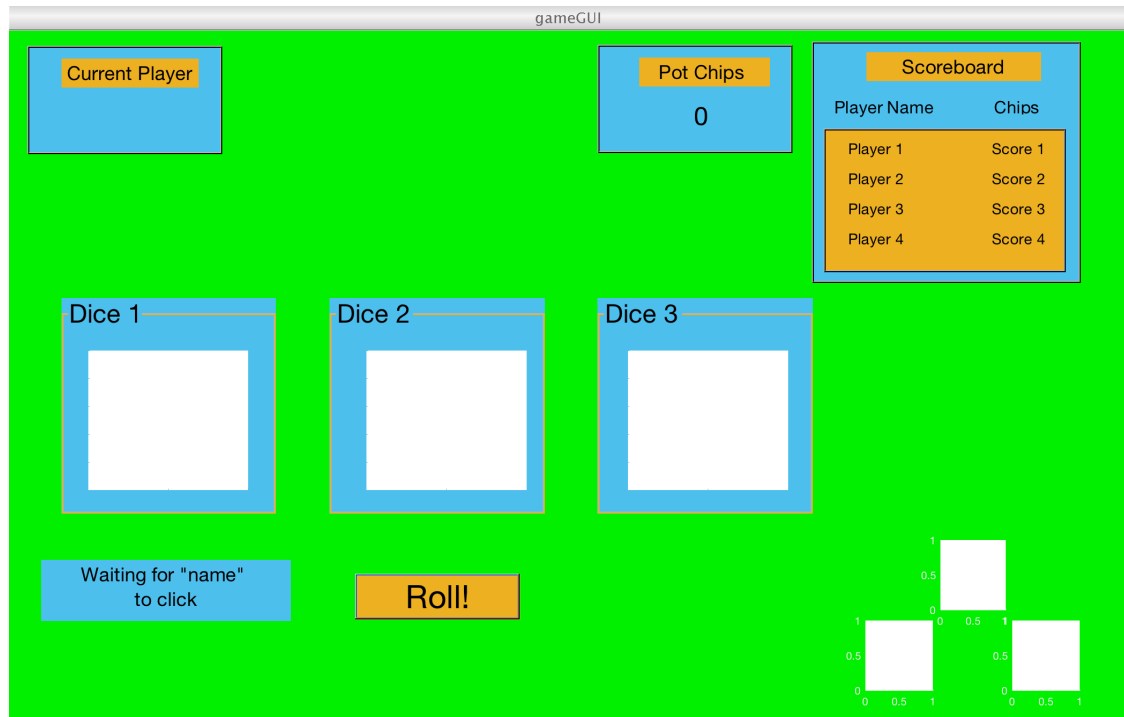 gameGUI
Current Player
Pot Chips
0
Scoreboard
Player Name Chips
Player 1 Score 1
Player 2 Score 2
Player 3 Score 3
Player 4 Score 4
Dice 1
Dice 2
Dice 3
Waiting for "name"
to click
Roll!
1
0.5
0
0 0.5 1
1
0.5
0
0 0.5 1
1
0.5
0
0 0.5 1